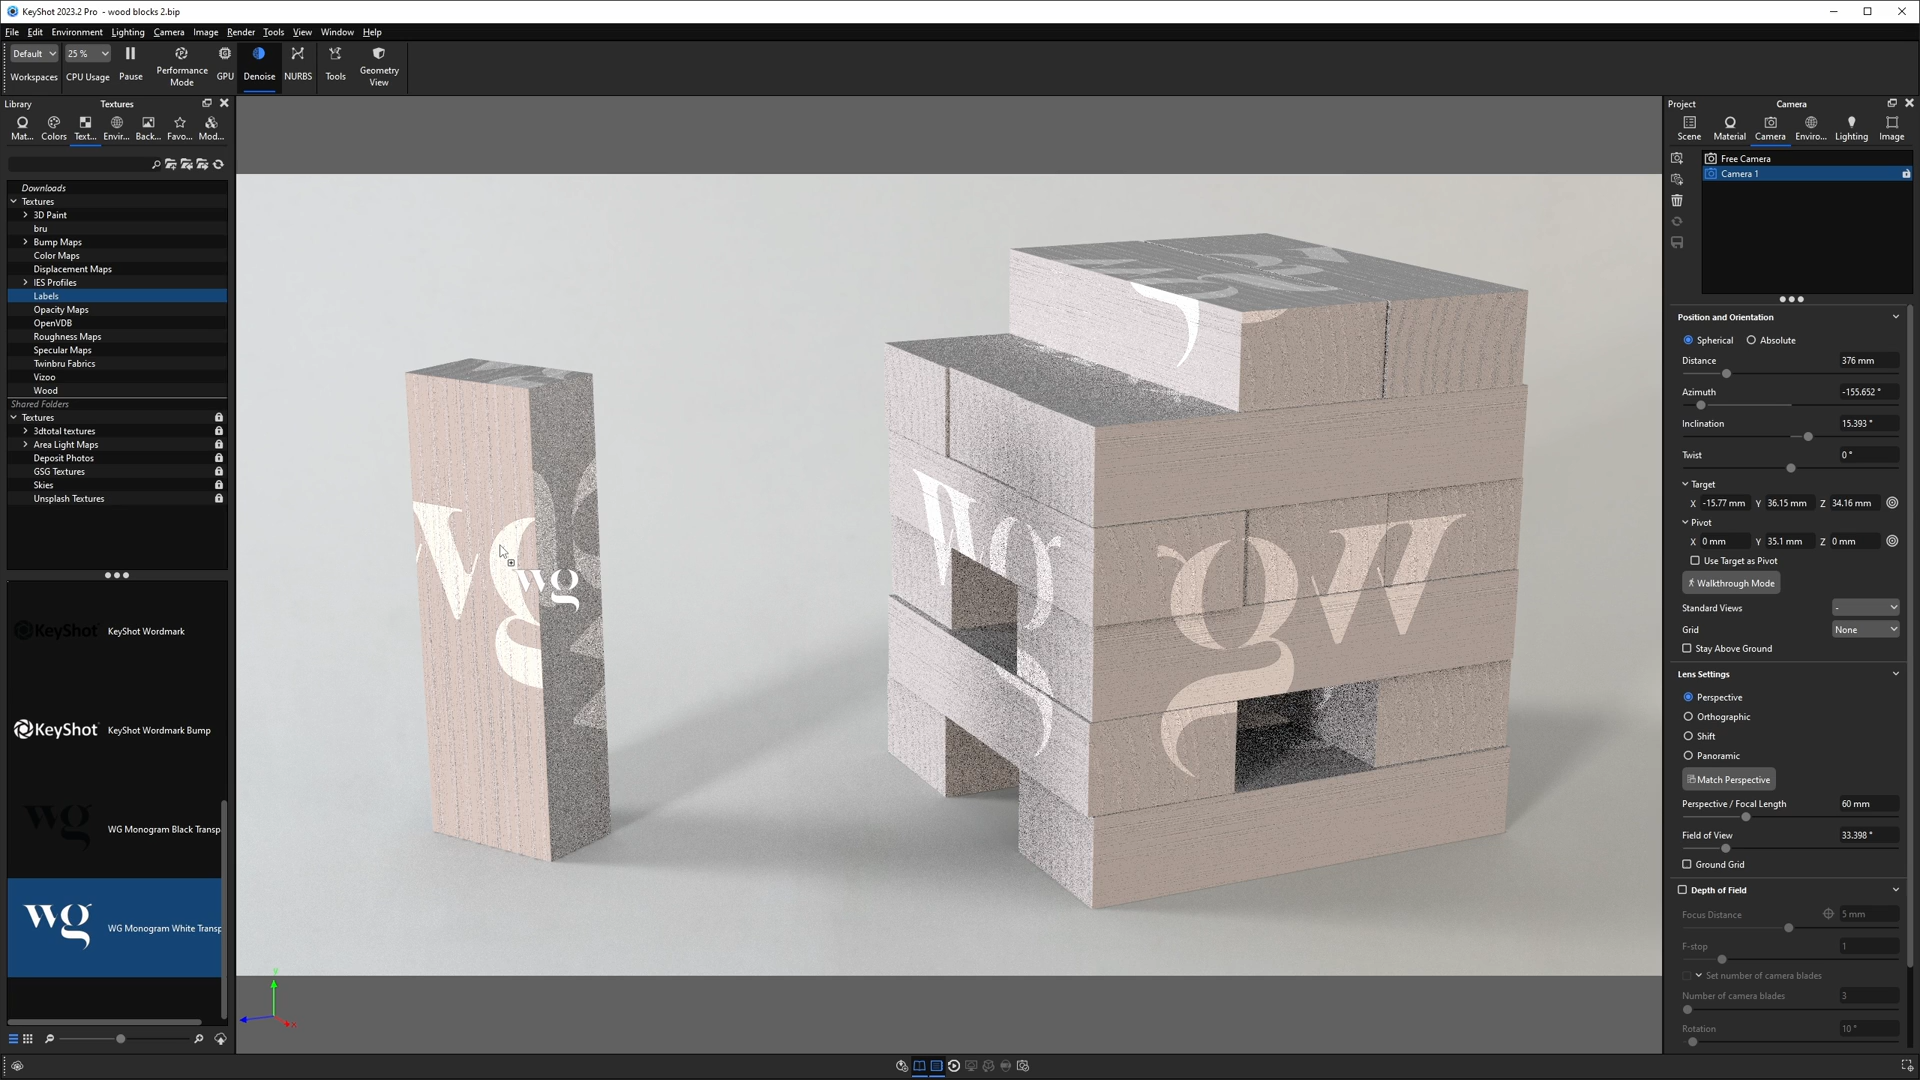 KeyShot 2023.2 Pro - wood blocks 2.bip
File Edit Environment Lighting Camera Image Render Tools View Window Help
Default 25 %
Workspaces CPU Usage Pause Performance Mode GPU Denoise NURBS Tools Geometry View
Library Textures
Mat... Colors Text... Envir... Back... Favo... Mod...
Downloads
Textures
3D Paint
bru
Bump Maps
Color Maps
Displacement Maps
IES Profiles
Labels
Opacity Maps
OpenVDB
Roughness Maps
Specular Maps
Twinbru Fabrics
Vizoo
Wood
Shared Folders
Textures
3dtotal textures
Area Light Maps
Deposit Photos
GSG Textures
Skies
Unsplash Textures
KeyShot KeyShot Wordmark
KeyShot KeyShot Wordmark Bump
wg WG Monogram Black Transp
wg WG Monogram White Transp
wg
wg
wg
gw
Project Camera
Scene Material Camera Enviro... Lighting Image
Free Camera
Camera 1
Position and Orientation
Spherical Absolute
Distance 376 mm
Azimuth -155.652 °
Inclination 15.393 °
Twist 0 °
Target
X -15.77 mm Y 36.15 mm Z 34.16 mm
Pivot
X 0 mm Y 35.1 mm Z 0 mm
Use Target as Pivot
Walkthrough Mode
Standard Views -
Grid None
Stay Above Ground
Lens Settings
Perspective
Orthographic
Shift
Panoramic
Match Perspective
Perspective / Focal Length 60 mm
Field of View 33.398 °
Ground Grid
Depth of Field
Focus Distance 5 mm
F-stop 1
Set number of camera blades
Number of camera blades 3
Rotation 10 °
Y
X